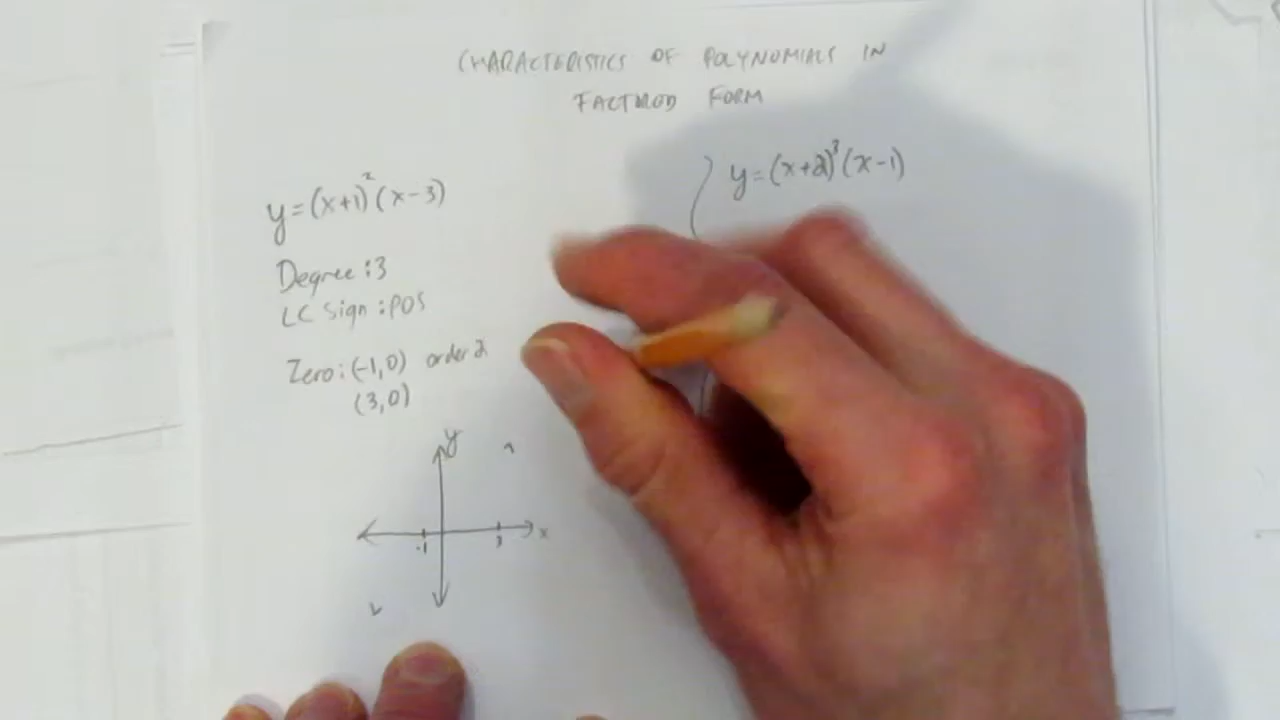 CHARACTERISTICS OF POLYNOMIALS IN
FACTORED FORM
y=(x+1)²(x-3)
Degree:3
LC Sign:POS
Zero:(-1,0) order 2
(3,0)
y
-1 3 x
y=(x+2)³(x-1)